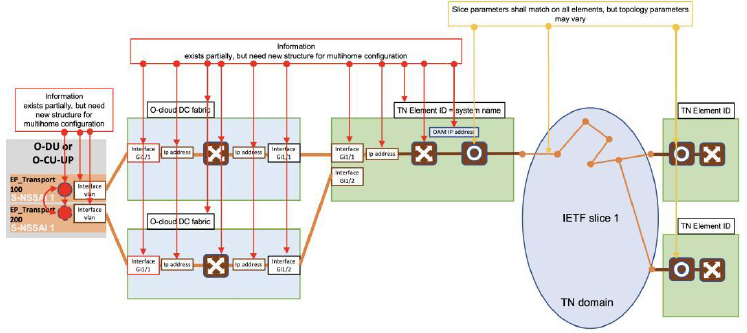 Slice parameters shall match on all elements, but topology parameters
may vary
Information
exists partially, but need new structure for multihome configuration
Information
exists partially, but need
new structure for
multihome configuration
O-cloud DC fabric
TN Element ID = system name
TN Element ID
OAM IP address
O-DU or
O-CU-UP
Interface
Gi1/1
Ip address
Ip address
Interface
Gi1/1
Interface
Gi1/1
Ip address
Interface
Gi1/2
EP_Transport
100
S-NSSAI 1
Interface
vlan
EP_Transport
200
S-NSSAI 1
Interface
vlan
O-cloud DC fabric
IETF slice 1
TN Element ID
Interface
Gi1/1
Ip address
Ip address
Interface
Gi1/2
TN domain